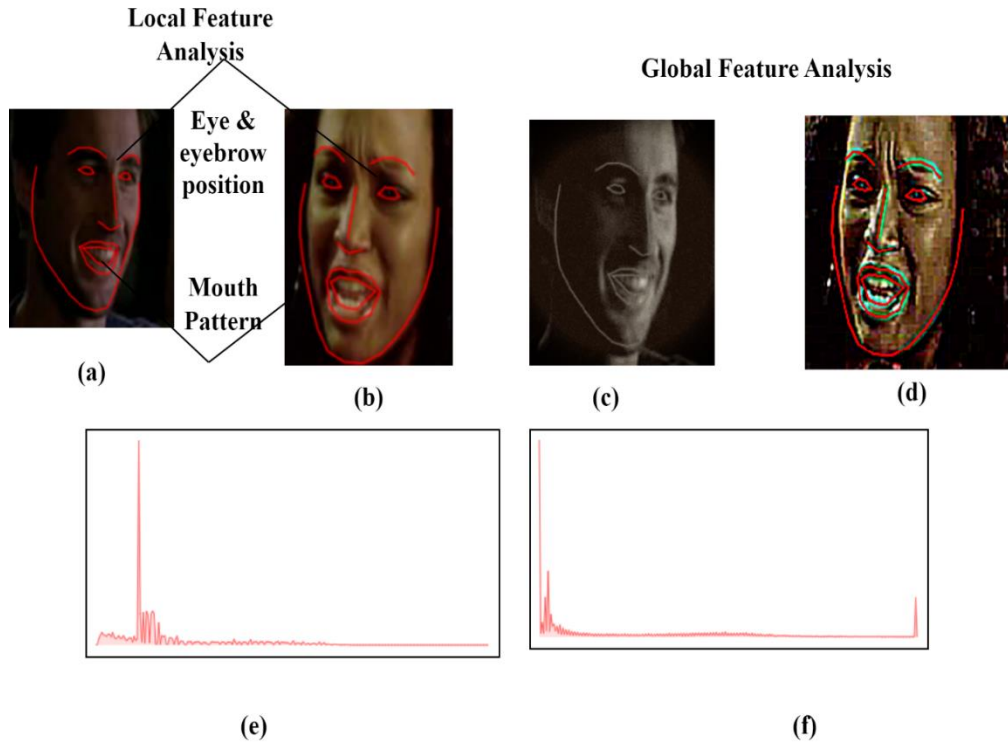 Local Feature
Analysis
Global Feature Analysis
Eye &
eyebrow
position
Mouth
Pattern
(a)
(b)
(c)
(d)
(e)
(f)